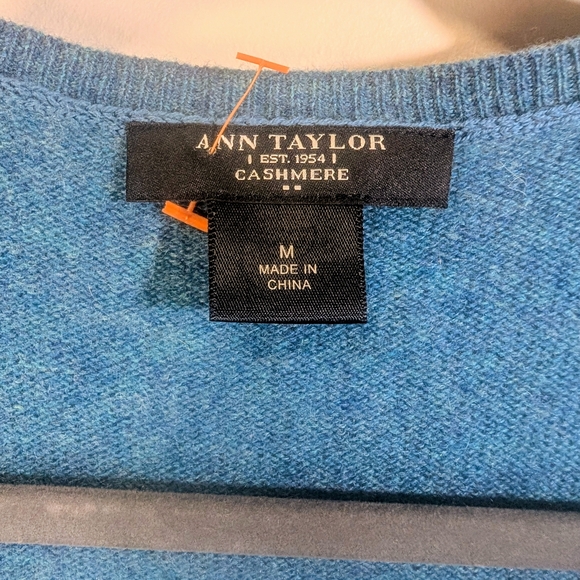 ANN TAYLOR
EST. 1954
CASHMERE
M
MADE IN
CHINA